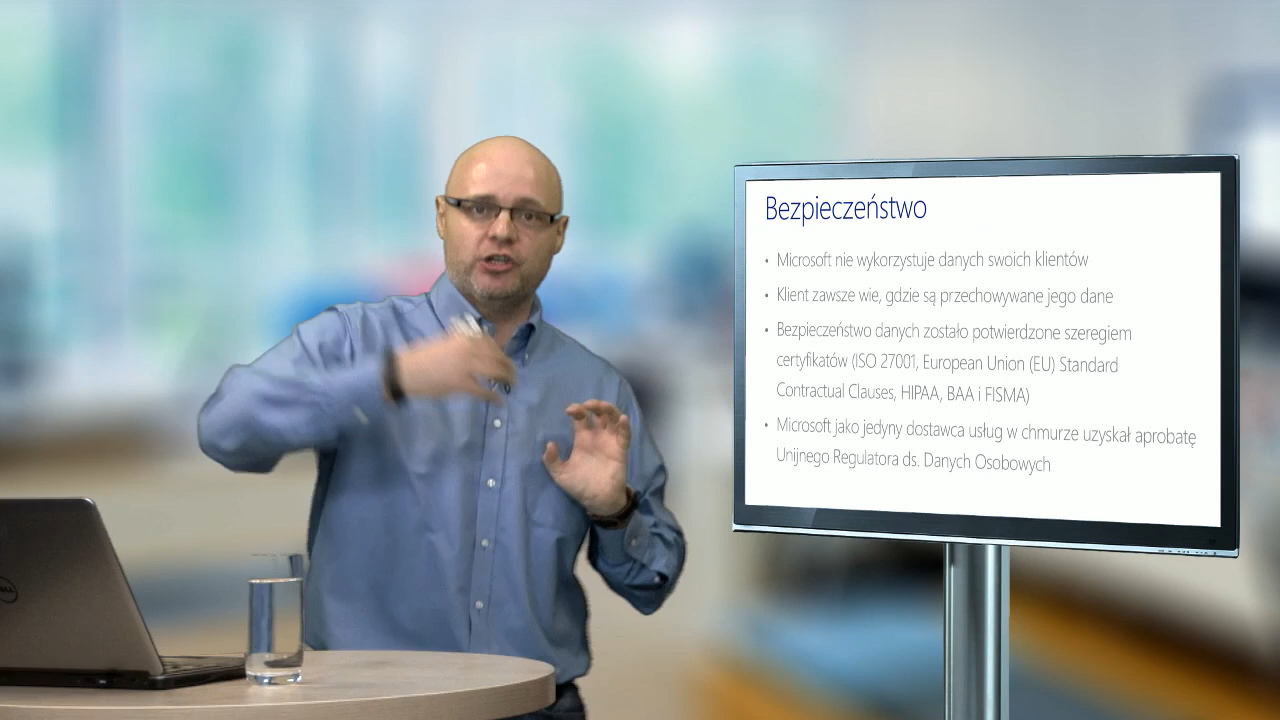 Bezpieczeństwo
• Microsoft nie wykorzystuje danych swoich klientów
• Klient zawsze wie, gdzie są przechowywane jego dane
• Bezpieczeństwo danych zostało potwierdzone szeregiem
certyfikatów (ISO 27001, European Union (EU) Standard
Contractual Clauses, HIPAA, BAA i FISMA)
• Microsoft jako jedyny dostawca usług w chmurze uzyskał aprobatę
Unijnego Regulatora ds. Danych Osobowych
DELL